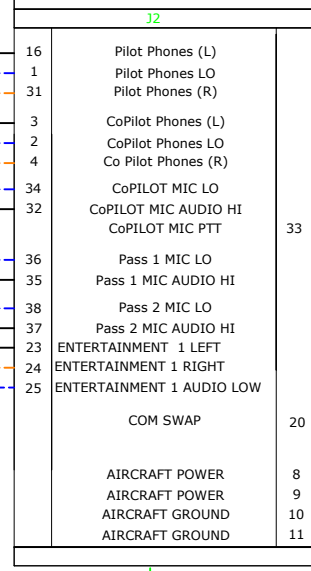 J2
16 Pilot Phones (L)
1 Pilot Phones LO
31 Pilot Phones (R)
3 CoPilot Phones (L)
2 CoPilot Phones LO
4 Co Pilot Phones (R)
34 CoPILOT MIC LO
32 CoPILOT MIC AUDIO HI
CoPILOT MIC PTT 33
36 Pass 1 MIC LO
35 Pass 1 MIC AUDIO HI
38 Pass 2 MIC LO
37 Pass 2 MIC AUDIO HI
23 ENTERTAINMENT 1 LEFT
24 ENTERTAINMENT 1 RIGHT
25 ENTERTAINMENT 1 AUDIO LOW
COM SWAP 20
AIRCRAFT POWER 8
AIRCRAFT POWER 9
AIRCRAFT GROUND 10
AIRCRAFT GROUND 11